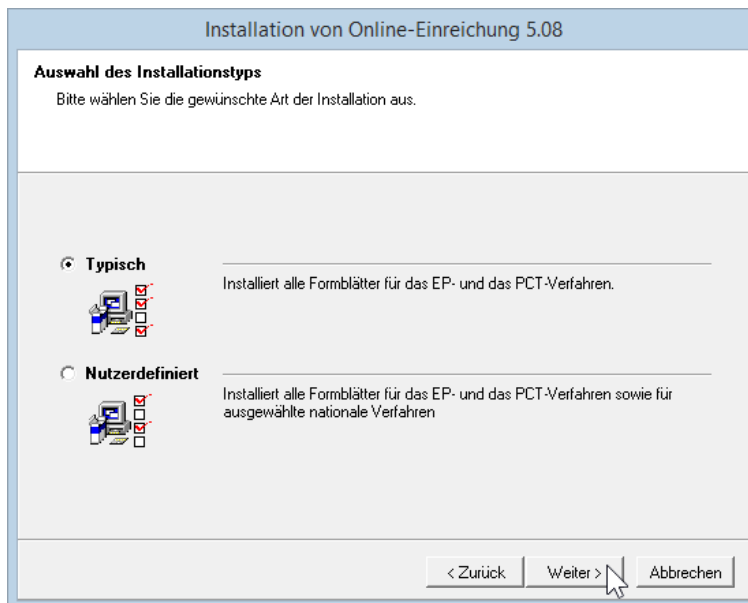 Installation von Online-Einreichung 5.08
Auswahl des Installationstyps
Bitte wählen Sie die gewünschte Art der Installation aus.
Typisch
Installiert alle Formblätter für das EP- und das PCT-Verfahren.
Nutzerdefiniert
Installiert alle Formblätter für das EP- und das PCT-Verfahren sowie für
ausgewählte nationale Verfahren
< Zurück Weiter > Abbrechen